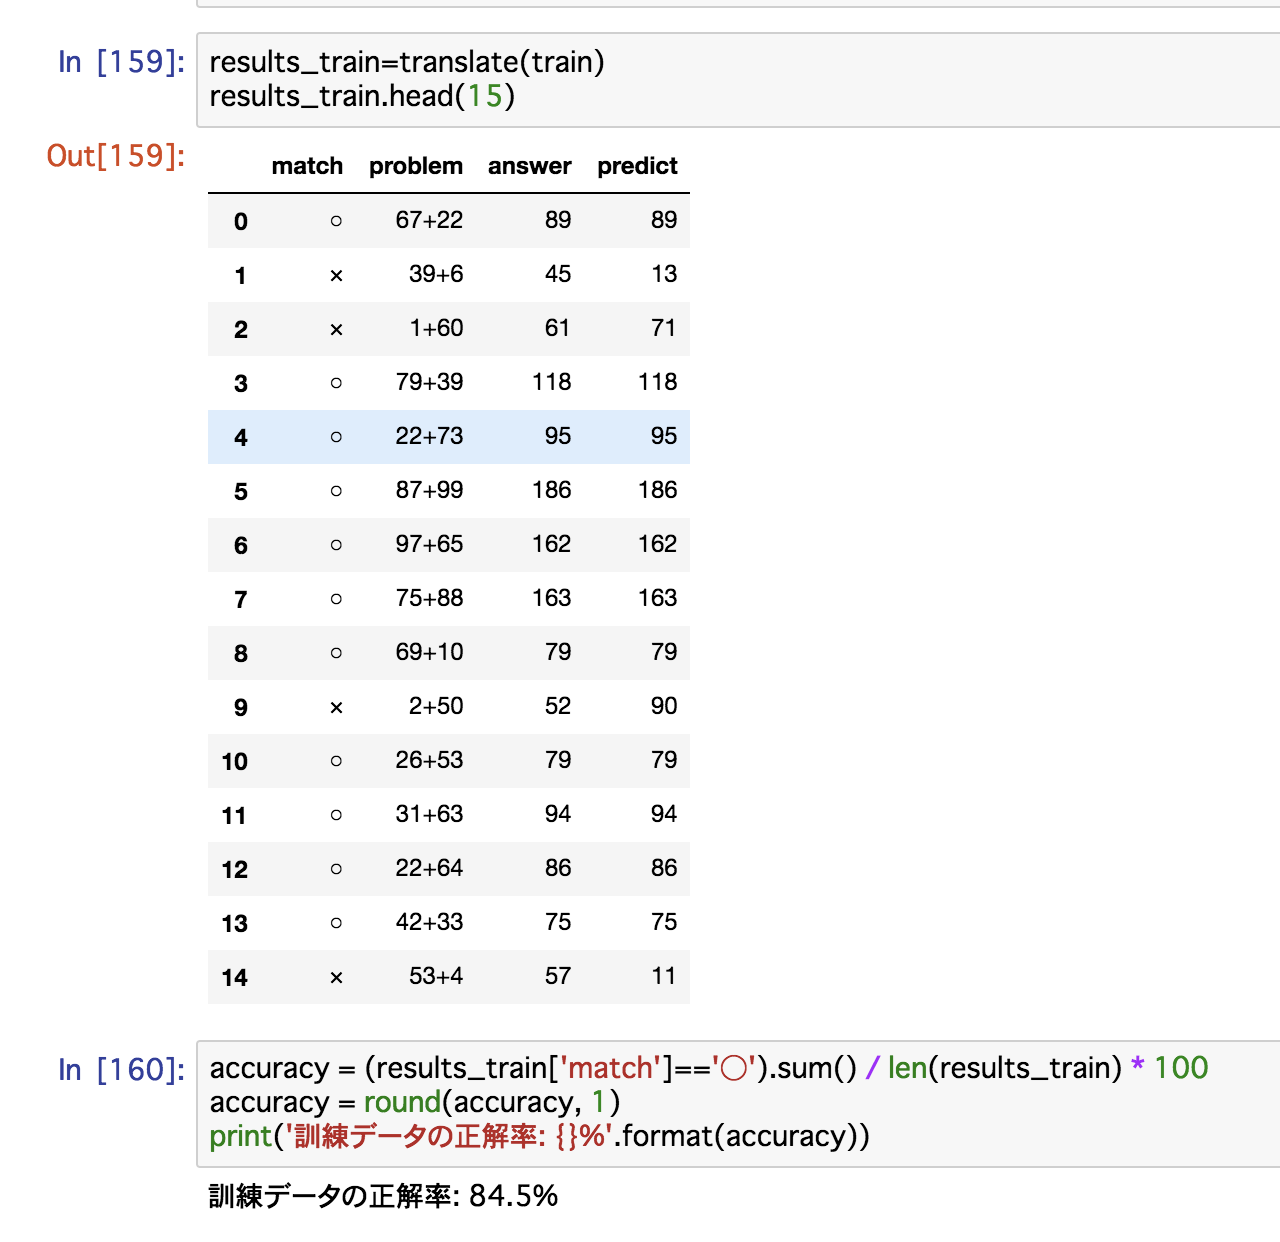 In [159]: results_train=translate(train)
results_train.head(15)
Out[159]:
match problem answer predict
0 ○ 67+22 89 89
1 × 39+6 45 13
2 × 1+60 61 71
3 ○ 79+39 118 118
4 ○ 22+73 95 95
5 ○ 87+99 186 186
6 ○ 97+65 162 162
7 ○ 75+88 163 163
8 ○ 69+10 79 79
9 × 2+50 52 90
10 ○ 26+53 79 79
11 ○ 31+63 94 94
12 ○ 22+64 86 86
13 ○ 42+33 75 75
14 × 53+4 57 11
In [160]: accuracy = (results_train['match']=='○').sum() / len(results_train) * 100
accuracy = round(accuracy, 1)
print('訓練データの正解率: {}%'.format(accuracy))
訓練データの正解率: 84.5%